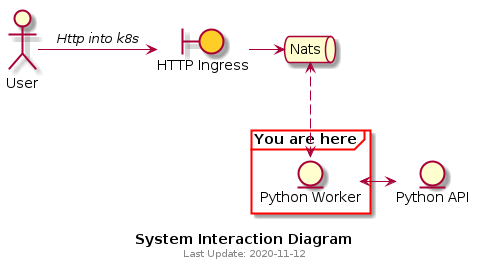 Http into k8s
User
HTTP Ingress
Nats
You are here
Python Worker
Python API
System Interaction Diagram
Last Update: 2020-11-12